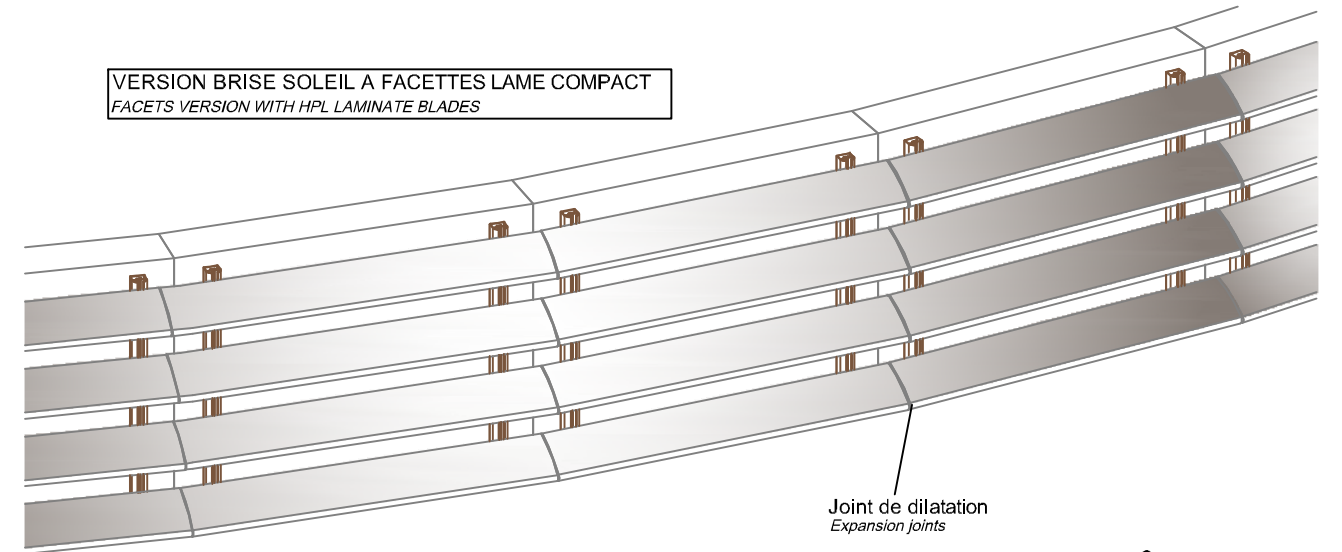 VERSION BRISE SOLEIL A FACETTES LAME COMPACT
FACETS VERSION WITH HPL LAMINATE BLADES
Joint de dilatation
Expansion joints